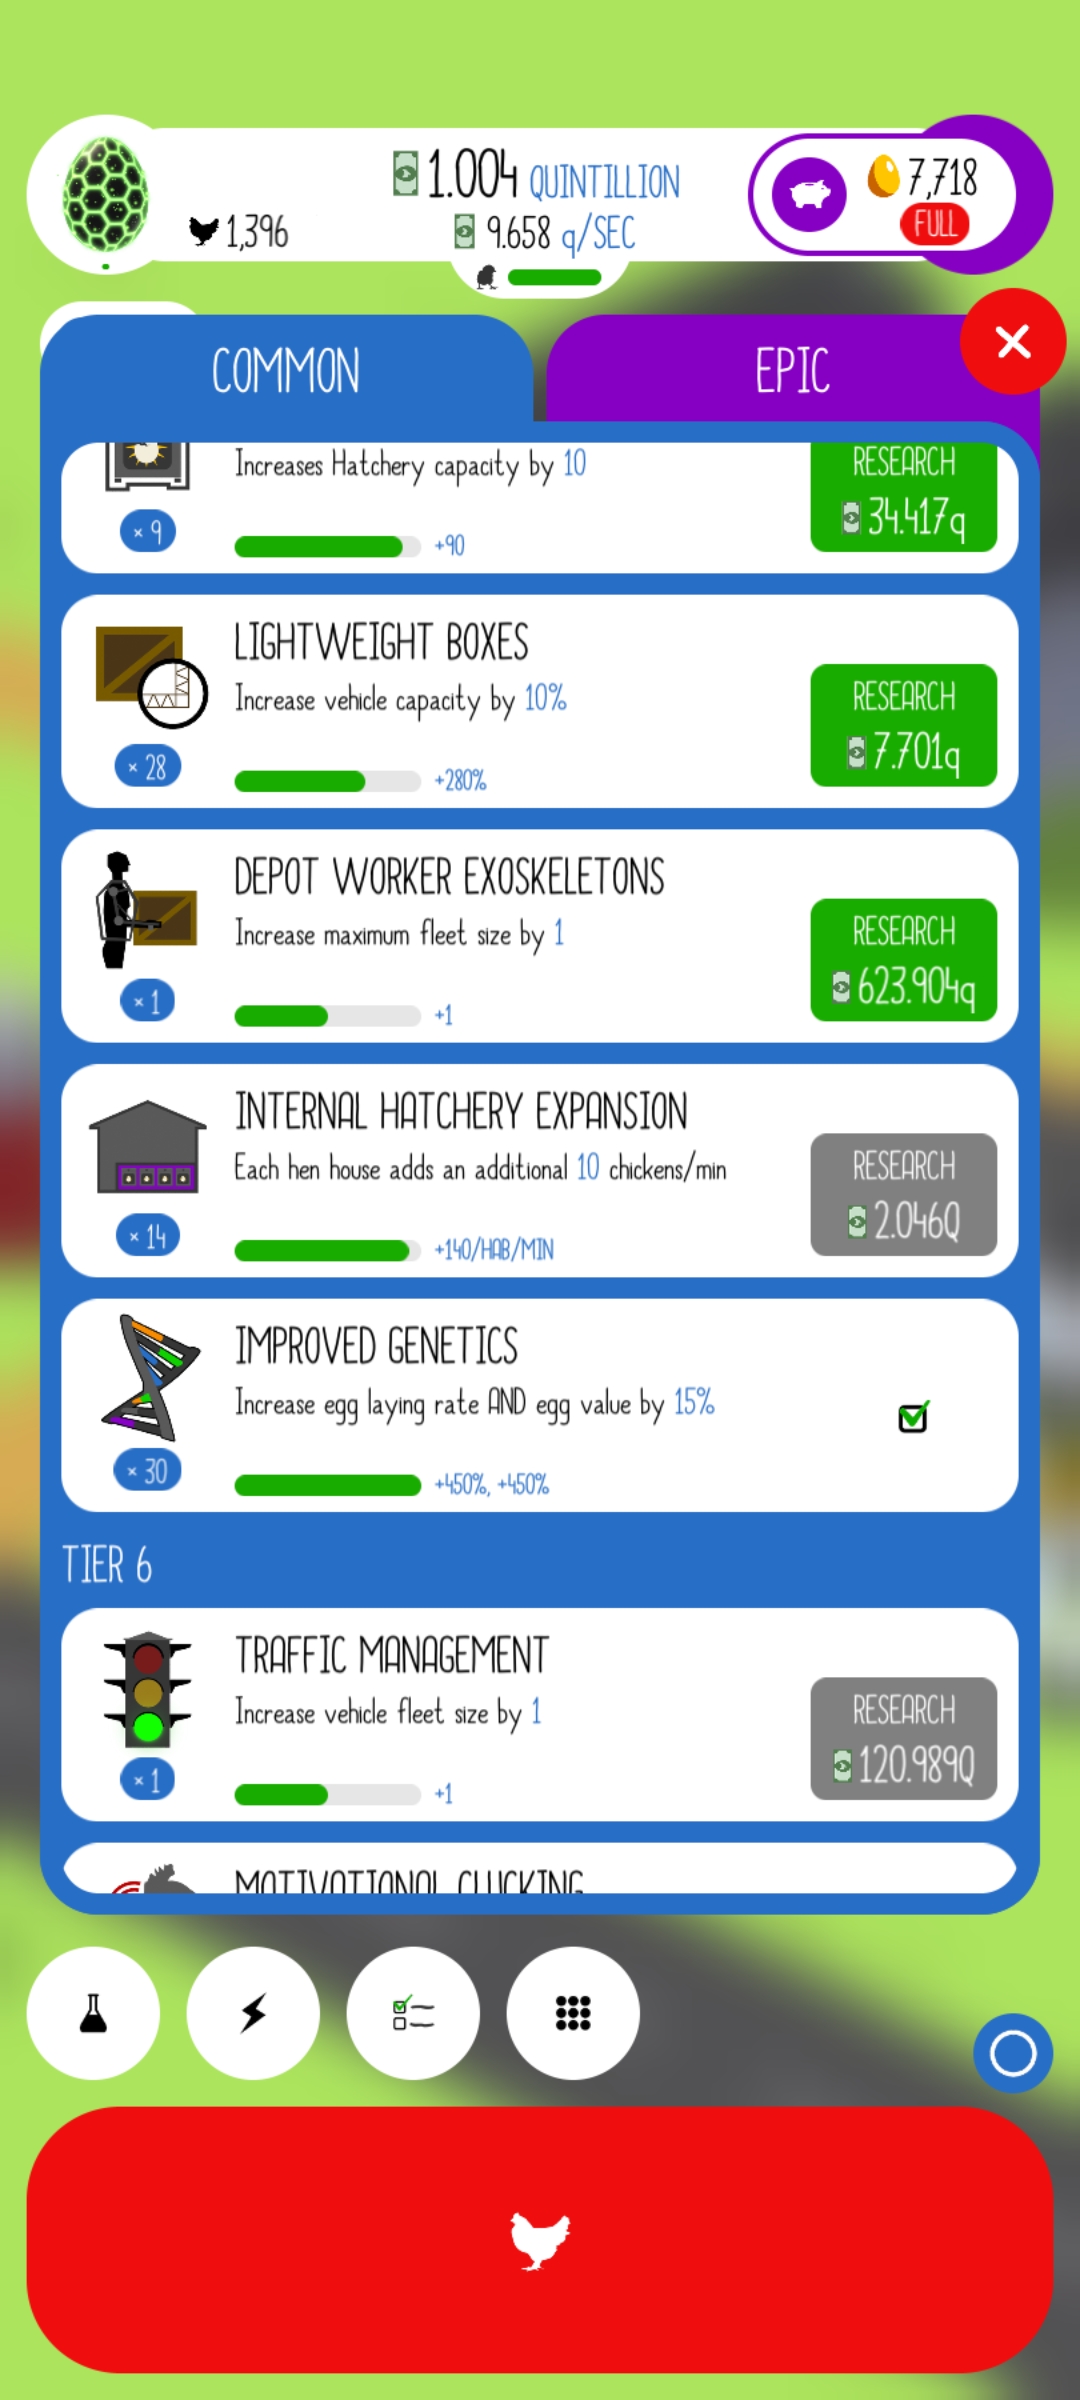 1.004 QUINTILLION
7,718
1,396
9.658 q/SEC
FULL
COMMON
EPIC
Increases Hatchery capacity by 10
RESEARCH
34.417q
× 9
+90
LIGHTWEIGHT BOXES
Increase vehicle capacity by 10%
RESEARCH
7.701q
× 28
+280%
DEPOT WORKER EXOSKELETONS
Increase maximum fleet size by 1
RESEARCH
623.904q
× 1
+1
INTERNAL HATCHERY EXPANSION
Each hen house adds an additional 10 chickens/min
RESEARCH
2.046Q
× 14
+140/HAB/MIN
IMPROVED GENETICS
Increase egg laying rate AND egg value by 15%
× 30
+450%, +450%
TIER 6
TRAFFIC MANAGEMENT
Increase vehicle fleet size by 1
RESEARCH
120.989Q
× 1
+1
MOTIVATIONAL CLUCKING